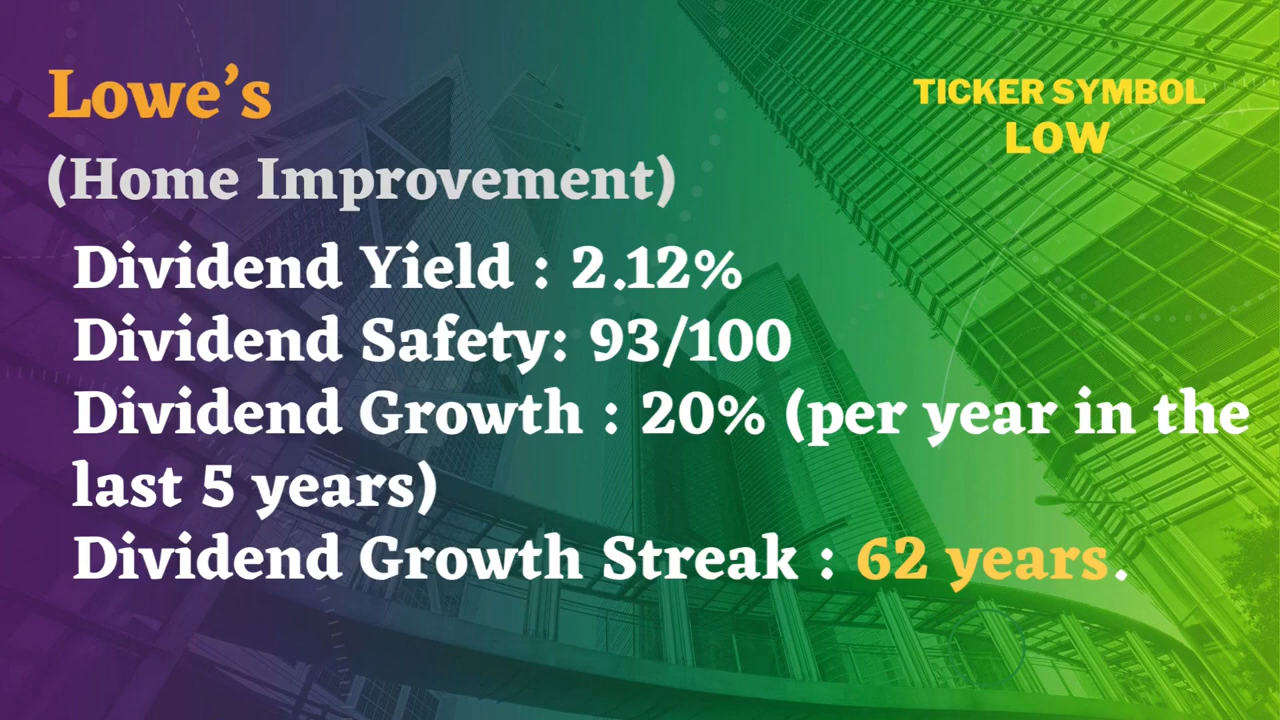 Lowe's
TICKER SYMBOL
LOW
(Home Improvement)
Dividend Yield : 2.12%
Dividend Safety: 93/100
Dividend Growth : 20% (per year in the
last 5 years)
Dividend Growth Streak : 62 years.